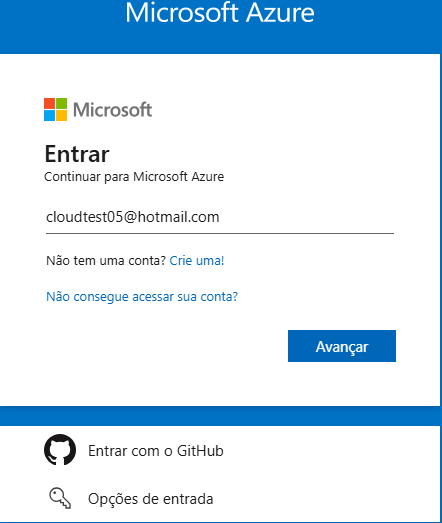 Microsoft Azure
Microsoft
Entrar
Continuar para Microsoft Azure
cloudtest05@hotmail.com
Não tem uma conta? Crie uma!
Não consegue acessar sua conta?
Avançar
Entrar com o GitHub
Opções de entrada